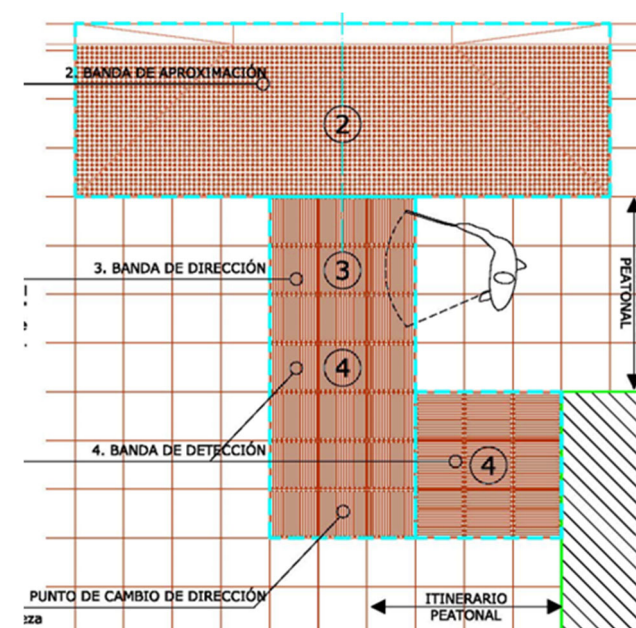 2. BANDA DE APROXIMACIÓN
2
3. BANDA DE DIRECCIÓN
3
PEATONAL
4
4. BANDA DE DETECCIÓN
4
PUNTO DE CAMBIO DE DIRECCIÓN
ITINERARIO
PEATONAL
eza